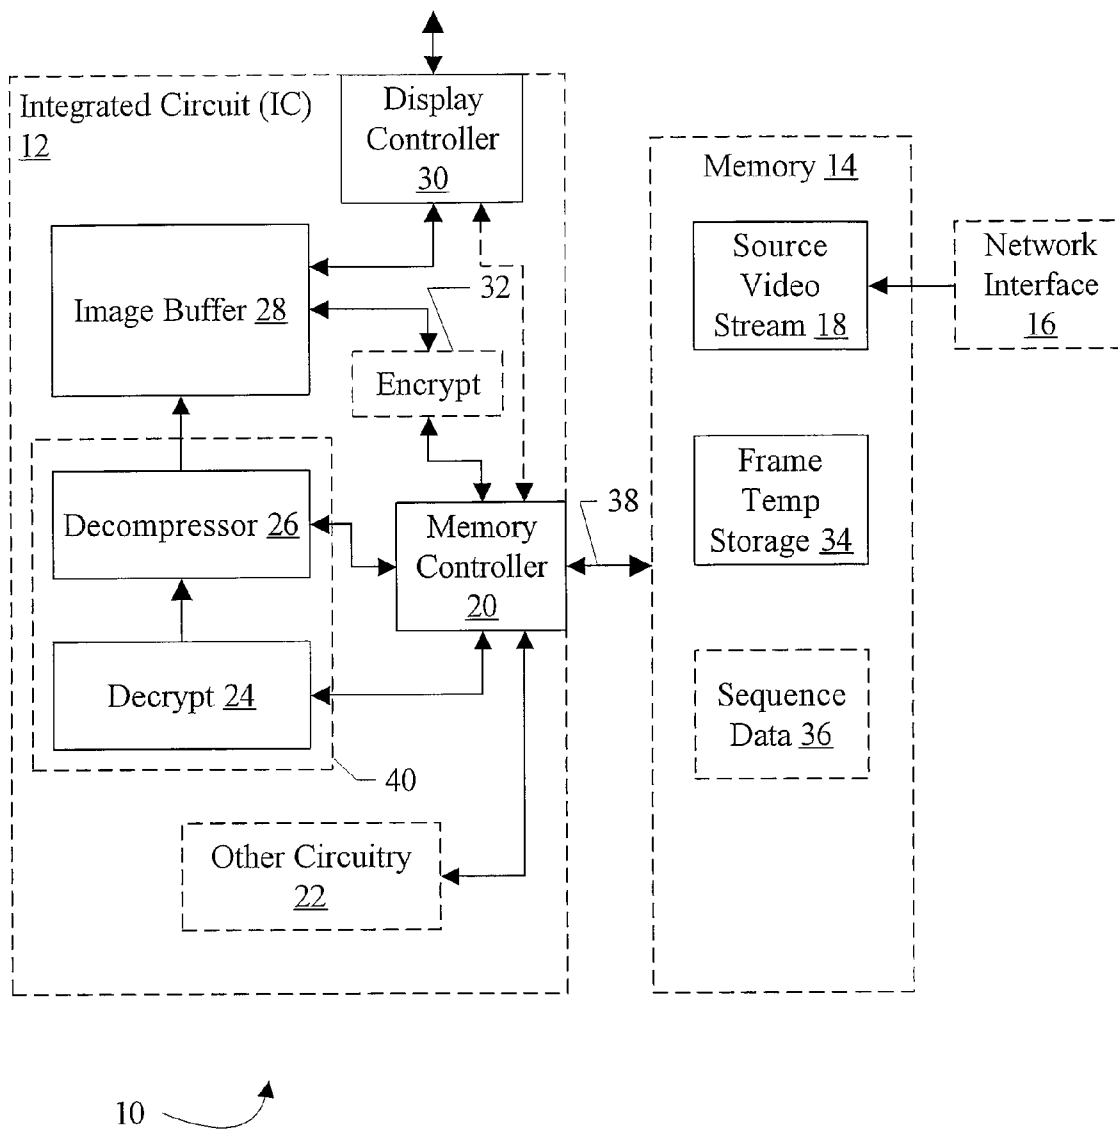 Integrated Circuit (IC)
12
Display
Controller
30
Memory 14
Source
Video
Stream 18
Network
Interface
16
Image Buffer 28
32
Encrypt
Frame
Temp
Storage 34
Decompressor 26
Memory
Controller
20
38
Decrypt 24
Sequence
Data 36
40
Other Circuitry
22
10